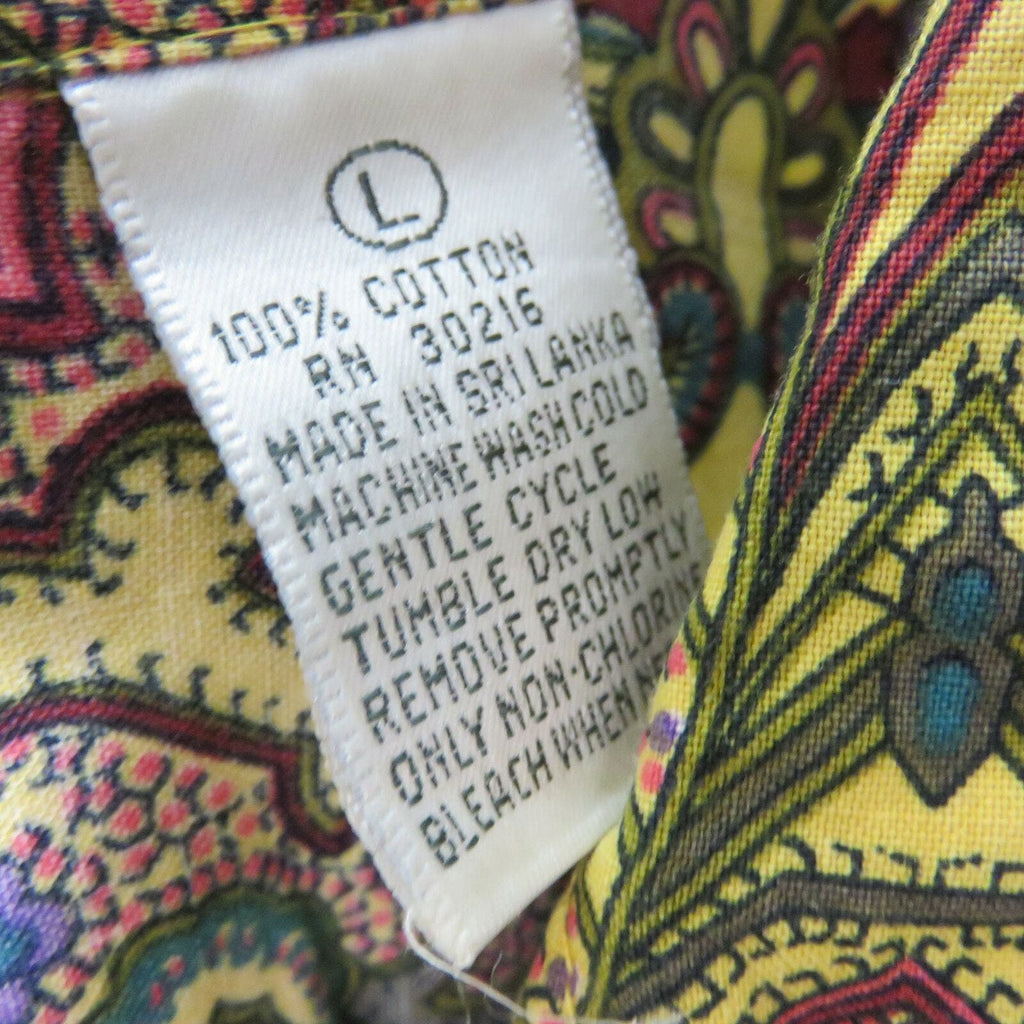 L
100% COTTON
RN 30216
MADE IN SRI LANKA
MACHINE WASH COLD
GENTLE CYCLE
TUMBLE DRY LOW
REMOVE PROMPTLY
ONLY NON-CHLORINE
BLEACH WHEN